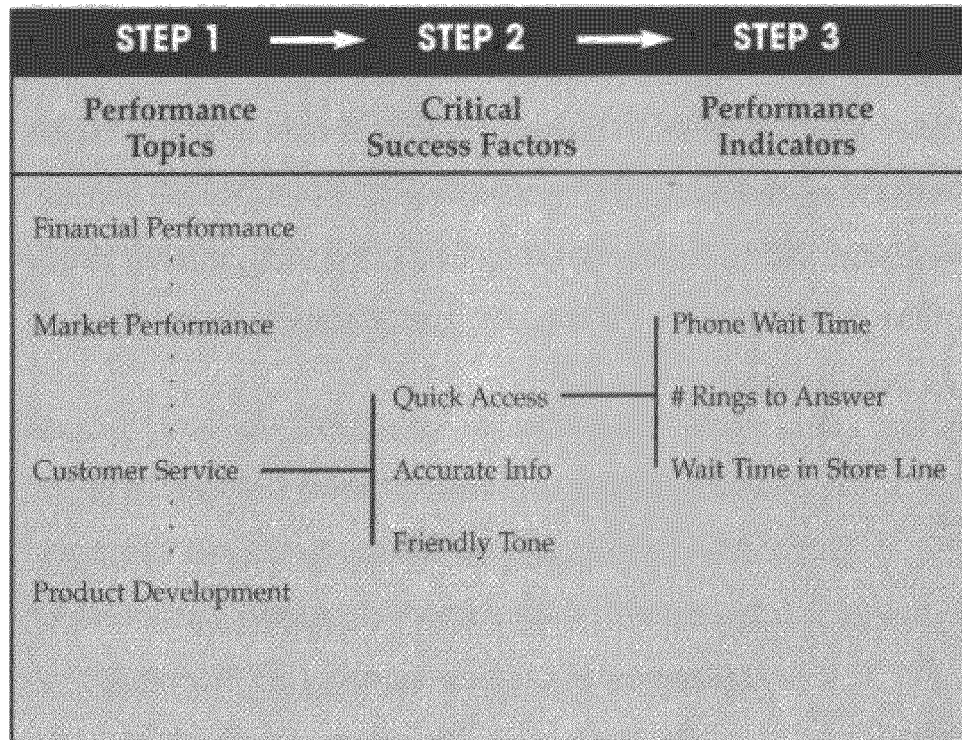 STEP 1 STEP 2 STEP 3
Performance Critical Performance
Topics Success Factors Indicators
Financial Performance
Market Performance Phone Wait Time
Quick Access # Rings to Answer
Customer Service Accurate Info Wait Time in Store Line
Friendly Tone
Product Development